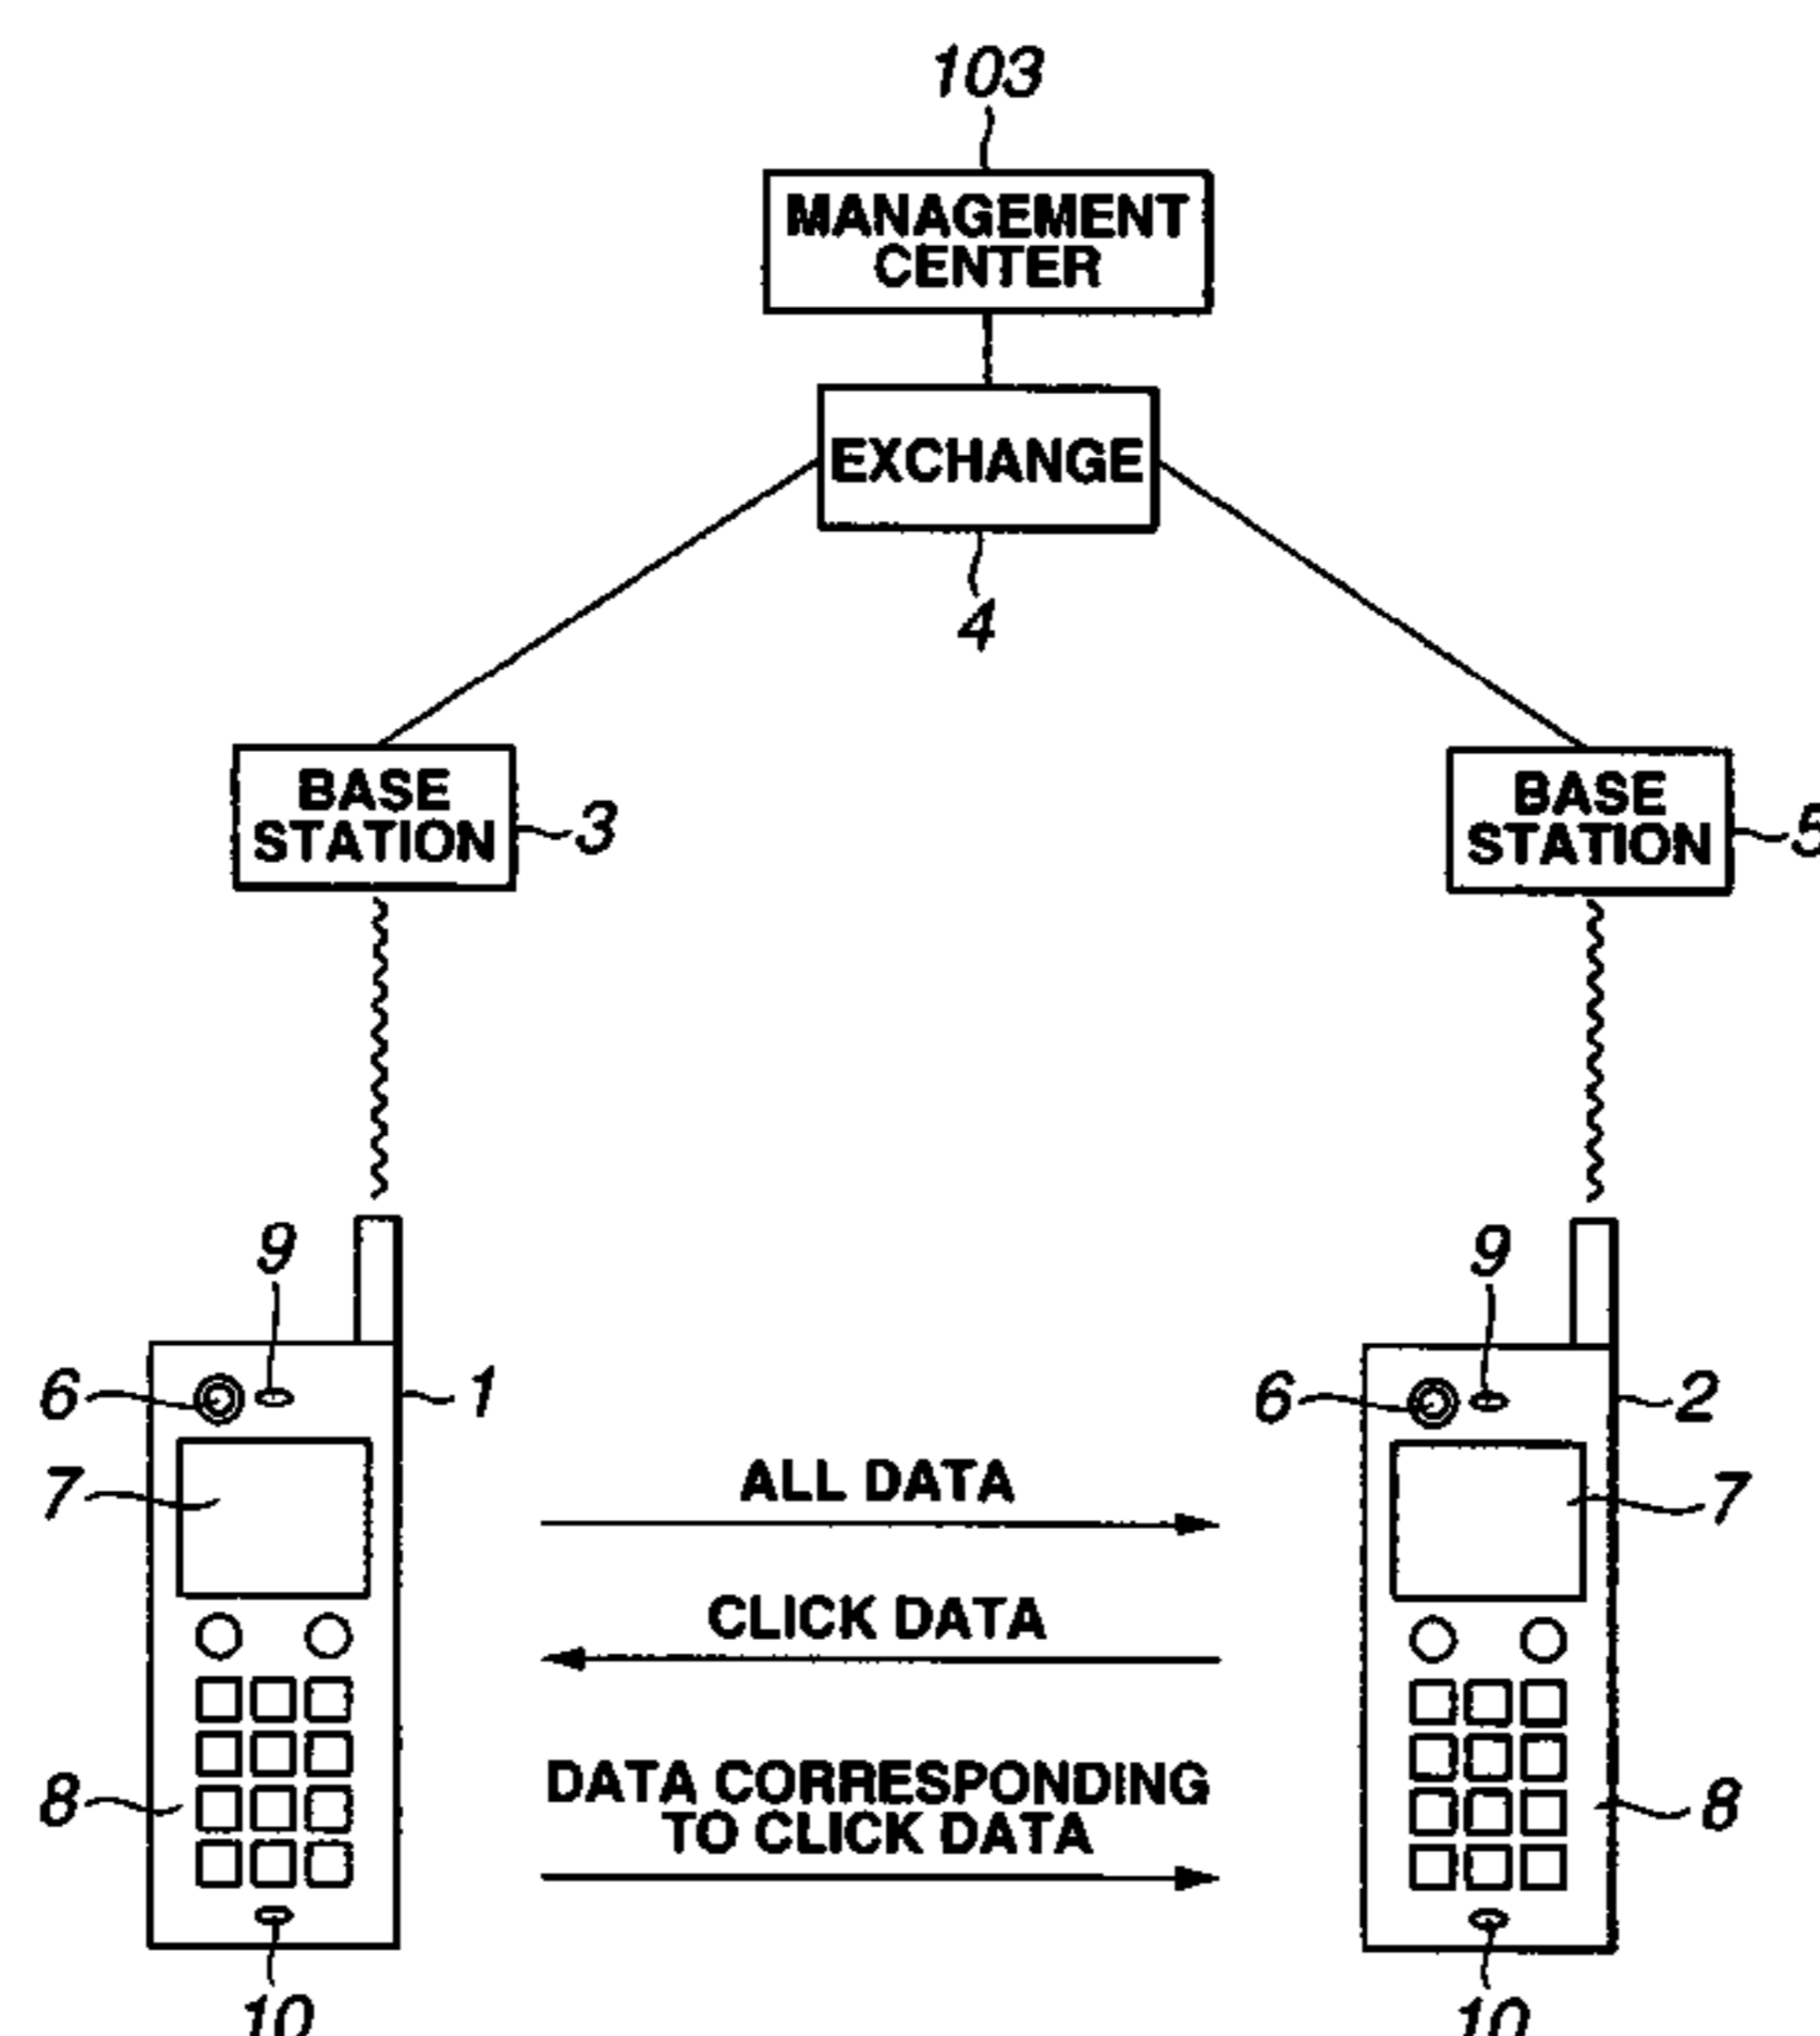 103
MANAGEMENT
CENTER
EXCHANGE
4
BASE
STATION
3
BASE
STATION
5
9
9
6
1
6
2
7
7
ALL DATA
CLICK DATA
DATA CORRESPONDING
TO CLICK DATA
8
8
10
10